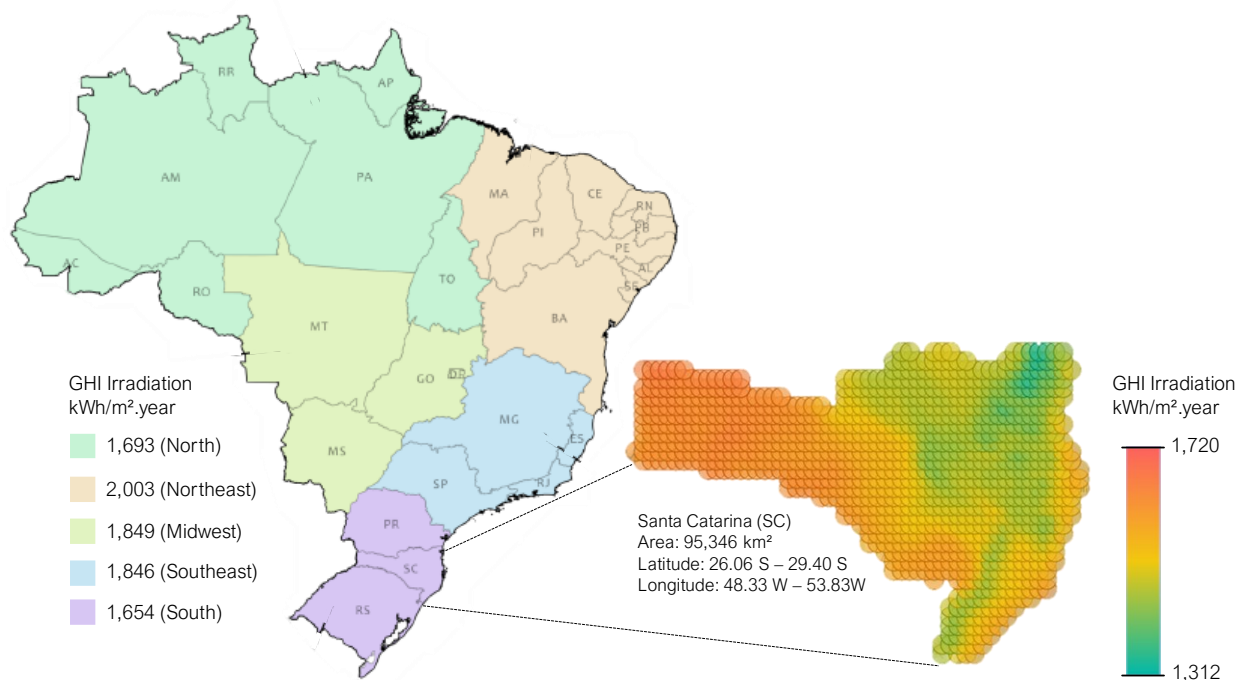 RR
AP
AM
PA
MA
CE
RN
PB
PI
PE
AL
SE
AC
RO
TO
BA
MT
GO
DF
MG
ES
MS
SP
RJ
PR
SC
RS
GHI Irradiation
kWh/m².year
1,693 (North)
2,003 (Northeast)
1,849 (Midwest)
1,846 (Southeast)
1,654 (South)
Santa Catarina (SC)
Area: 95,346 km²
Latitude: 26.06 S – 29.40 S
Longitude: 48.33 W – 53.83W
GHI Irradiation
kWh/m².year
1,720
1,312